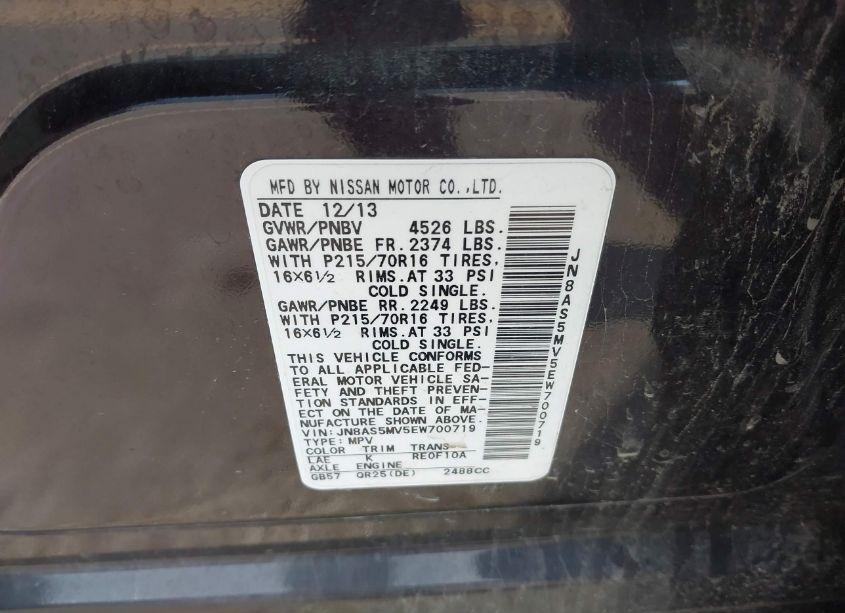 MFD BY NISSAN MOTOR CO.,LTD.
DATE 12/13
GVWR/PNBV 4526 LBS.
GAWR/PNBE FR. 2374 LBS.
WITH P215/70R16 TIRES.
16×6½ RIMS.AT 33 PSI
COLD SINGLE.
GAWR/PNBE RR. 2249 LBS.
WITH P215/70R16 TIRES.
16×6½ RIMS.AT 33 PSI
COLD SINGLE.
THIS VEHICLE CONFORMS
TO ALL APPLICABLE FED-
ERAL MOTOR VEHICLE SA-
FETY AND THEFT PREVEN-
TION STANDARDS IN EFF-
ECT ON THE DATE OF MA-
NUFACTURE SHOWN ABOVE.
VIN:JN8AS5MV5EW700719
TYPE:MPV
COLOR TRIM TRANS
LAE K RE0F10A
AXLE ENGINE
GB57 QR25(DE) 2488CC
JN8AS5MV5EW700719